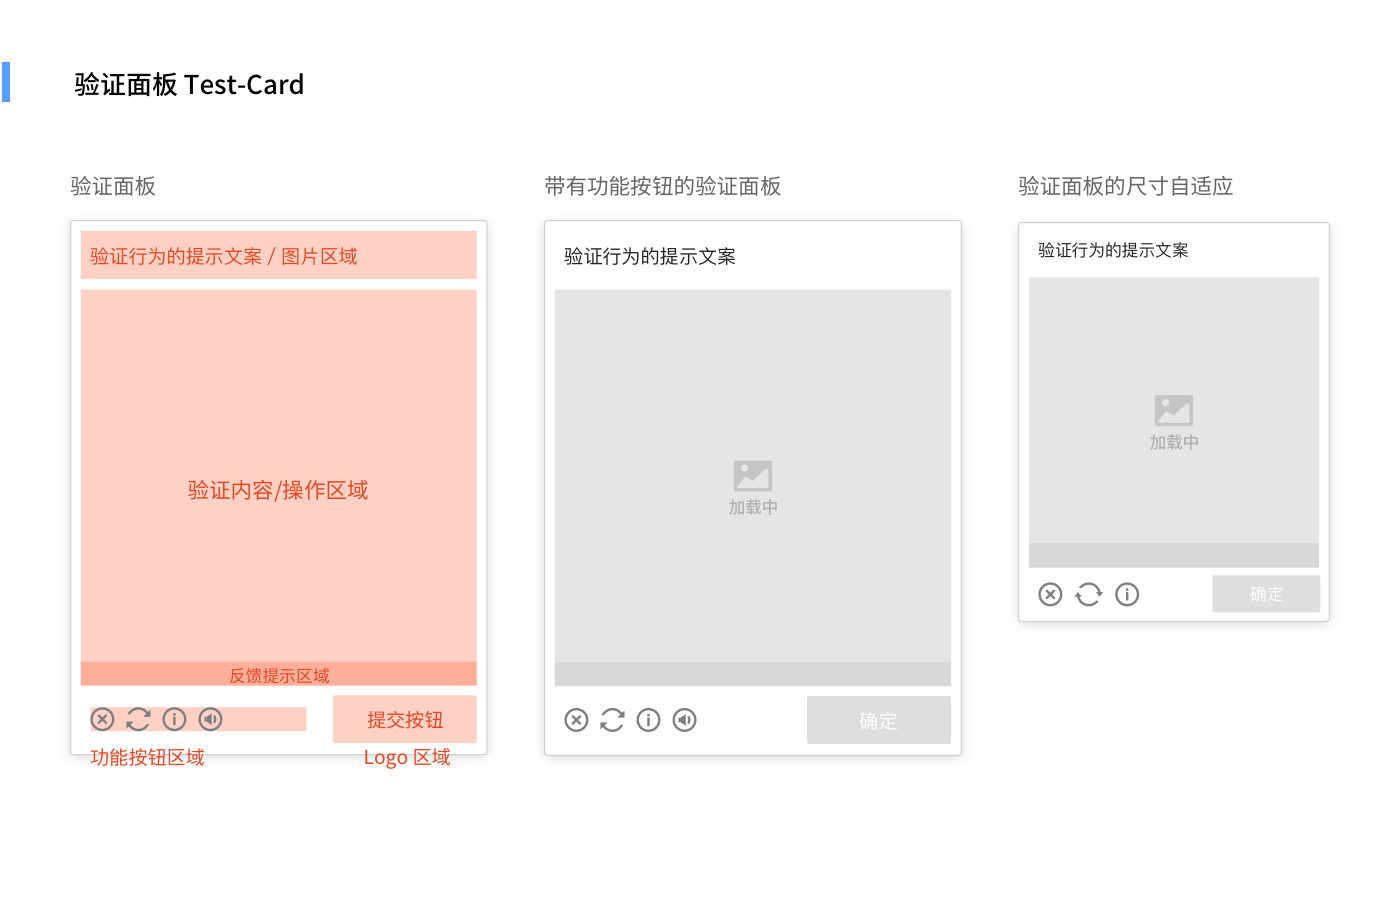 验证面板 Test-Card
验证面板
验证行为的提示文案 / 图片区域
验证内容/操作区域
反馈提示区域
提交按钮
功能按钮区域
Logo 区域
带有功能按钮的验证面板
验证行为的提示文案
加载中
确定
验证面板的尺寸自适应
验证行为的提示文案
加载中
确定